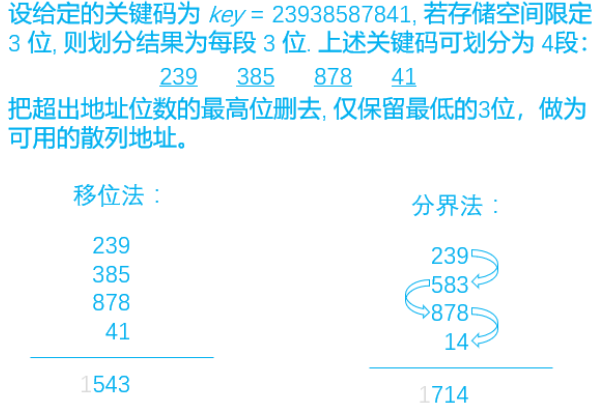 设给定的关键码为 key = 23938587841, 若存储空间限定
3 位, 则划分结果为每段 3 位. 上述关键码可划分为 4段：
239 385 878 41
把超出地址位数的最高位删去, 仅保留最低的3位，做为
可用的散列地址。
移位法：
239
385
878
41
1543
分界法：
239
583
878
14
1714